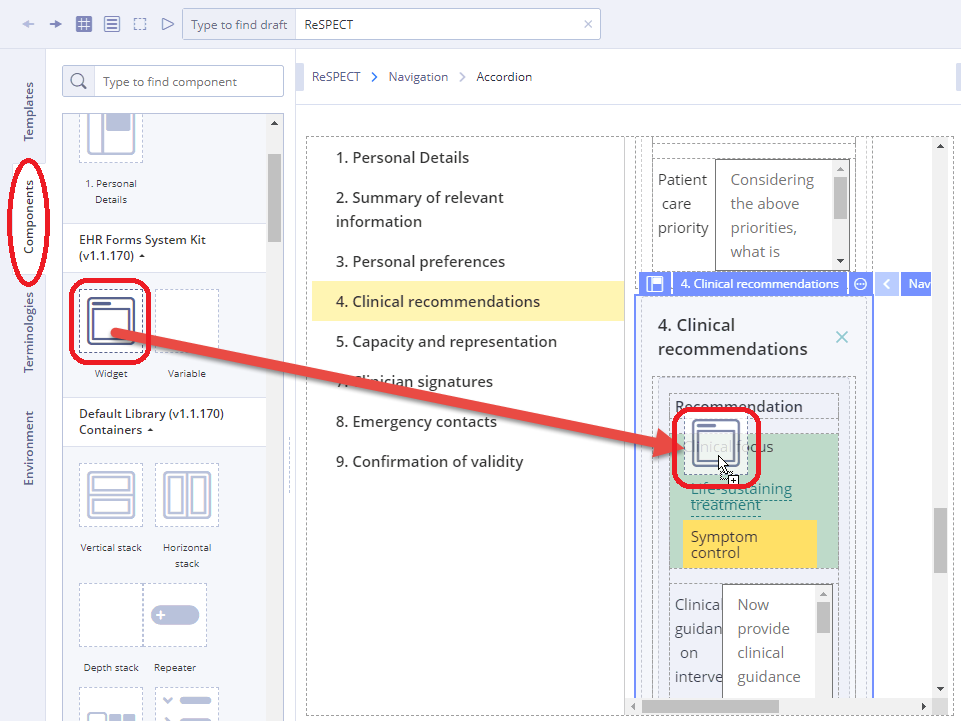 Type to find draft
ReSPECT
Templates
Components
Terminologies
Environment
Type to find component
1. Personal
Details
EHR Forms System Kit
(v1.1.170)
Widget
Variable
Default Library (v1.1.170)
Containers
Vertical stack
Horizontal
stack
Depth stack
Repeater
ReSPECT
Navigation
Accordion
1. Personal Details
2. Summary of relevant
information
3. Personal preferences
4. Clinical recommendations
5. Capacity and representation
7. Clinician signatures
8. Emergency contacts
9. Confirmation of validity
Patient
care
priority
Considering
the above
priorities,
what is
4. Clinical recommendations
Nav
4. Clinical
recommendations
Recommendation
Clinical focus
Life-sustaining
treatment
Symptom
control
Clinical
guidan
on
interve
Now
provide
clinical
guidance